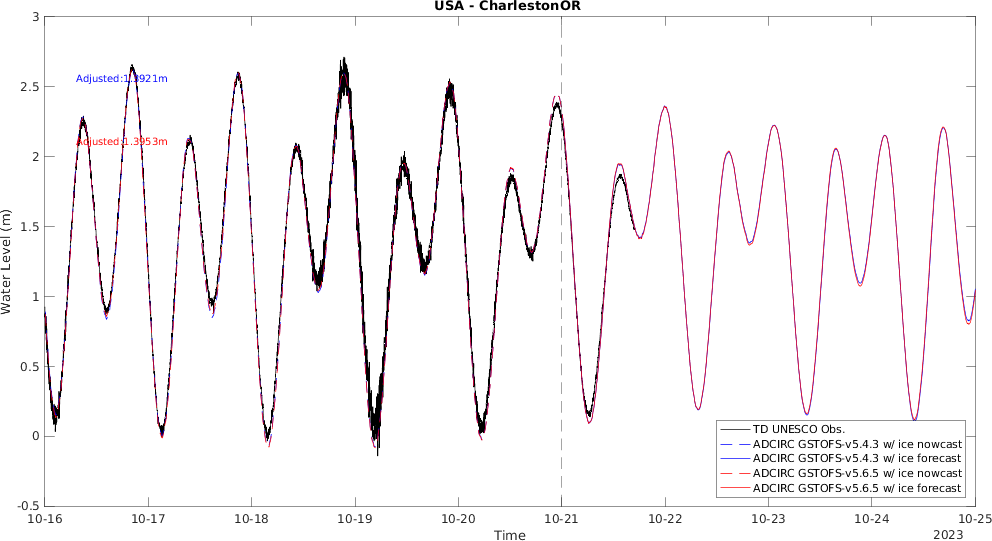 USA - CharlestonOR
3
2.5
2
1.5
1
0.5
0
-0.5
Water Level (m)
Adjusted:1.3921m
Adjusted:1.3953m
TD UNESCO Obs.
ADCIRC GSTOFS-v5.4.3 w/ ice nowcast
ADCIRC GSTOFS-v5.4.3 w/ ice forecast
ADCIRC GSTOFS-v5.6.5 w/ ice nowcast
ADCIRC GSTOFS-v5.6.5 w/ ice forecast
10-16 10-17 10-18 10-19 10-20 10-21 10-22 10-23 10-24 10-25
Time
2023